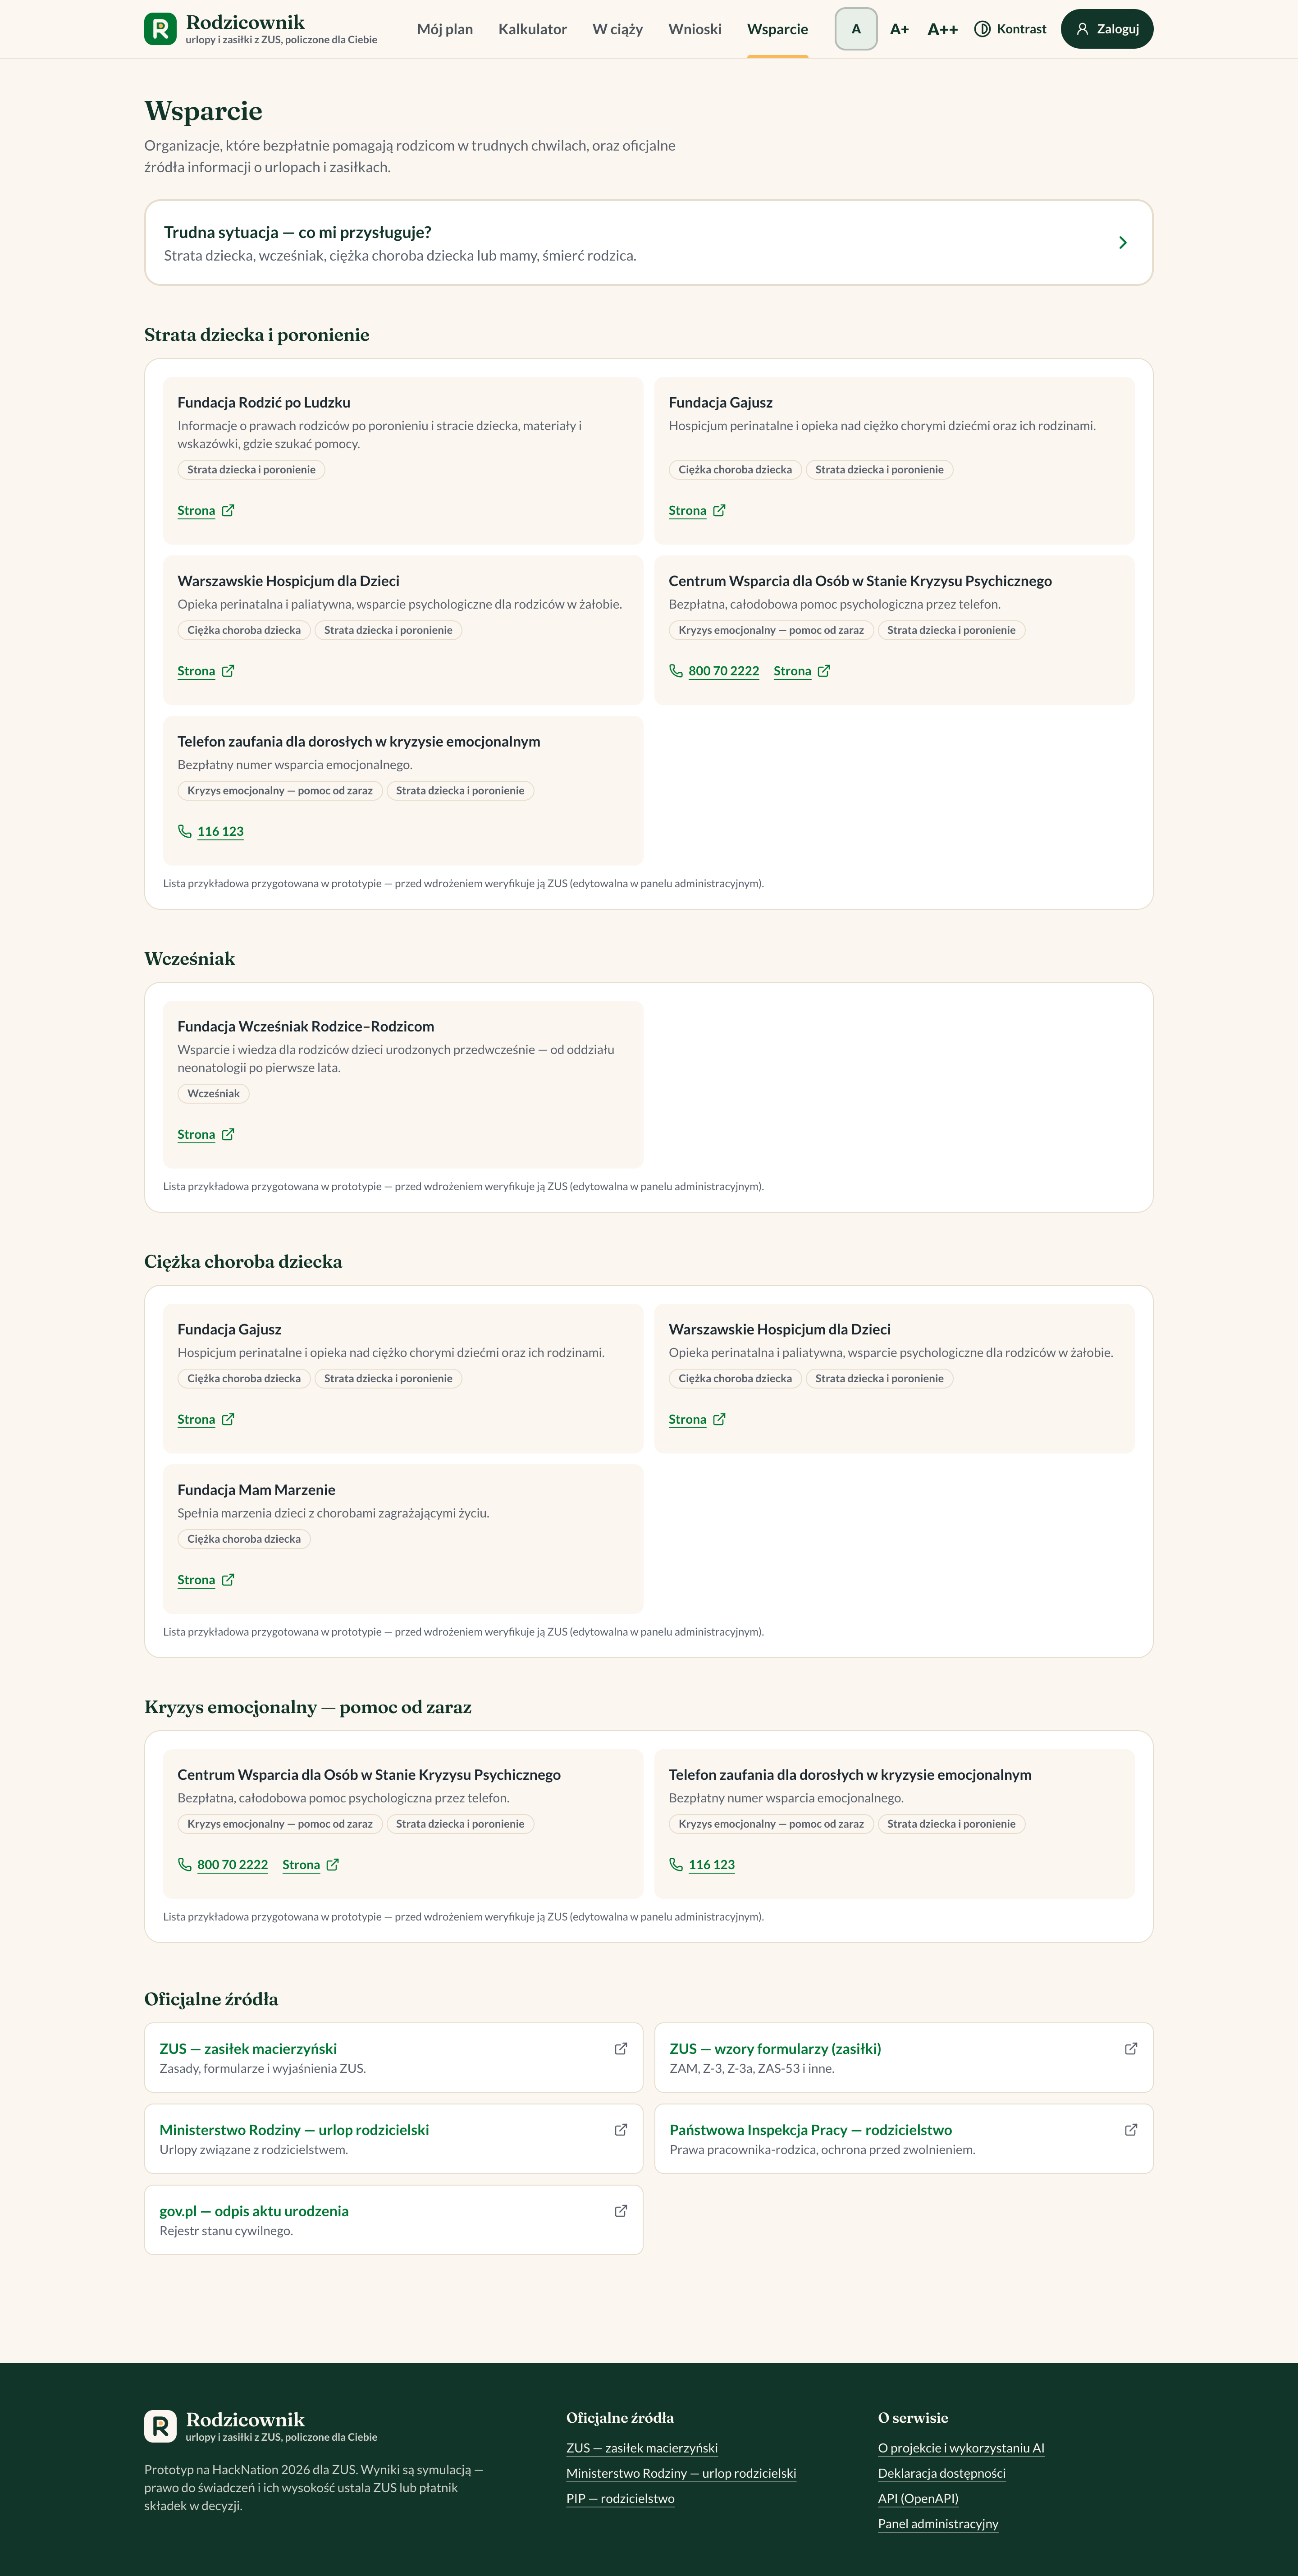 Rodzicownik
urlopy i zasiłki z ZUS, policzone dla Ciebie
Mój plan
Kalkulator
W ciąży
Wnioski
Wsparcie
A
A+
A++
Kontrast
Zaloguj
Wsparcie
Organizacje, które bezpłatnie pomagają rodzicom w trudnych chwilach, oraz oficjalne
źródła informacji o urlopach i zasiłkach.
Trudna sytuacja — co mi przysługuje?
Strata dziecka, wcześniak, ciężka choroba dziecka lub mamy, śmierć rodzica.
Strata dziecka i poronienie
Fundacja Rodzić po Ludzku
Informacje o prawach rodziców po poronieniu i stracie dziecka, materiały i
wskazówki, gdzie szukać pomocy.
Strata dziecka i poronienie
Strona
Fundacja Gajusz
Hospicjum perinatalne i opieka nad ciężko chorymi dziećmi oraz ich rodzinami.
Ciężka choroba dziecka
Strata dziecka i poronienie
Strona
Warszawskie Hospicjum dla Dzieci
Opieka perinatalna i paliatywna, wsparcie psychologiczne dla rodziców w żałobie.
Ciężka choroba dziecka
Strata dziecka i poronienie
Strona
Centrum Wsparcia dla Osób w Stanie Kryzysu Psychicznego
Bezpłatna, całodobowa pomoc psychologiczna przez telefon.
Kryzys emocjonalny — pomoc od zaraz
Strata dziecka i poronienie
800 70 2222
Strona
Telefon zaufania dla dorosłych w kryzysie emocjonalnym
Bezpłatny numer wsparcia emocjonalnego.
Kryzys emocjonalny — pomoc od zaraz
Strata dziecka i poronienie
116 123
Lista przykładowa przygotowana w prototypie — przed wdrożeniem weryfikuje ją ZUS (edytowalna w panelu administracyjnym).
Wcześniak
Fundacja Wcześniak Rodzice–Rodzicom
Wsparcie i wiedza dla rodziców dzieci urodzonych przedwcześnie — od oddziału
neonatologii po pierwsze lata.
Wcześniak
Strona
Lista przykładowa przygotowana w prototypie — przed wdrożeniem weryfikuje ją ZUS (edytowalna w panelu administracyjnym).
Ciężka choroba dziecka
Fundacja Gajusz
Hospicjum perinatalne i opieka nad ciężko chorymi dziećmi oraz ich rodzinami.
Ciężka choroba dziecka
Strata dziecka i poronienie
Strona
Warszawskie Hospicjum dla Dzieci
Opieka perinatalna i paliatywna, wsparcie psychologiczne dla rodziców w żałobie.
Ciężka choroba dziecka
Strata dziecka i poronienie
Strona
Fundacja Mam Marzenie
Spełnia marzenia dzieci z chorobami zagrażającymi życiu.
Ciężka choroba dziecka
Strona
Lista przykładowa przygotowana w prototypie — przed wdrożeniem weryfikuje ją ZUS (edytowalna w panelu administracyjnym).
Kryzys emocjonalny — pomoc od zaraz
Centrum Wsparcia dla Osób w Stanie Kryzysu Psychicznego
Bezpłatna, całodobowa pomoc psychologiczna przez telefon.
Kryzys emocjonalny — pomoc od zaraz
Strata dziecka i poronienie
800 70 2222
Strona
Telefon zaufania dla dorosłych w kryzysie emocjonalnym
Bezpłatny numer wsparcia emocjonalnego.
Kryzys emocjonalny — pomoc od zaraz
Strata dziecka i poronienie
116 123
Lista przykładowa przygotowana w prototypie — przed wdrożeniem weryfikuje ją ZUS (edytowalna w panelu administracyjnym).
Oficjalne źródła
ZUS — zasiłek macierzyński
Zasady, formularze i wyjaśnienia ZUS.
ZUS — wzory formularzy (zasiłki)
ZAM, Z-3, Z-3a, ZAS-53 i inne.
Ministerstwo Rodziny — urlop rodzicielski
Urlopy związane z rodzicielstwem.
Państwowa Inspekcja Pracy — rodzicielstwo
Prawa pracownika-rodzica, ochrona przed zwolnieniem.
gov.pl — odpis aktu urodzenia
Rejestr stanu cywilnego.
Rodzicownik
urlopy i zasiłki z ZUS, policzone dla Ciebie
Prototyp na HackNation 2026 dla ZUS. Wyniki są symulacją —
prawo do świadczeń i ich wysokość ustala ZUS lub płatnik
składek w decyzji.
Oficjalne źródła
ZUS — zasiłek macierzyński
Ministerstwo Rodziny — urlop rodzicielski
PIP — rodzicielstwo
O serwisie
O projekcie i wykorzystaniu AI
Deklaracja dostępności
API (OpenAPI)
Panel administracyjny